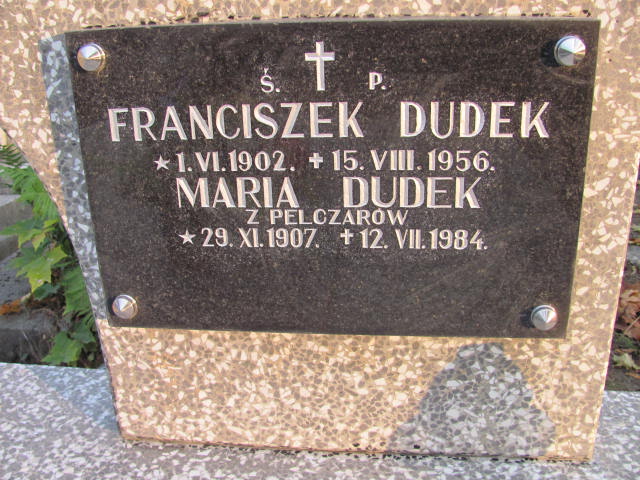 Ś. P.
FRANCISZEK DUDEK
★ 1. VI. 1902. ✝ 15. VIII. 1956.
MARIA DUDEK
Z PELCZARÓW
★ 29. XI. 1907. ✝ 12. VII. 1984.